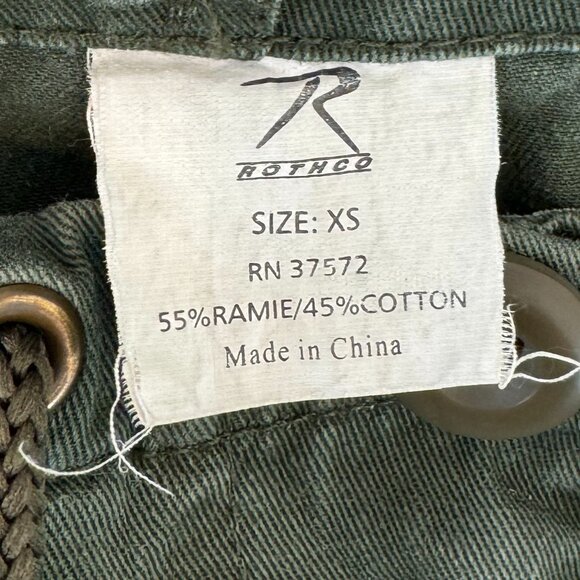 R
ROTHCO
SIZE: XS
RN 37572
55%RAMIE/45%COTTON
Made in China